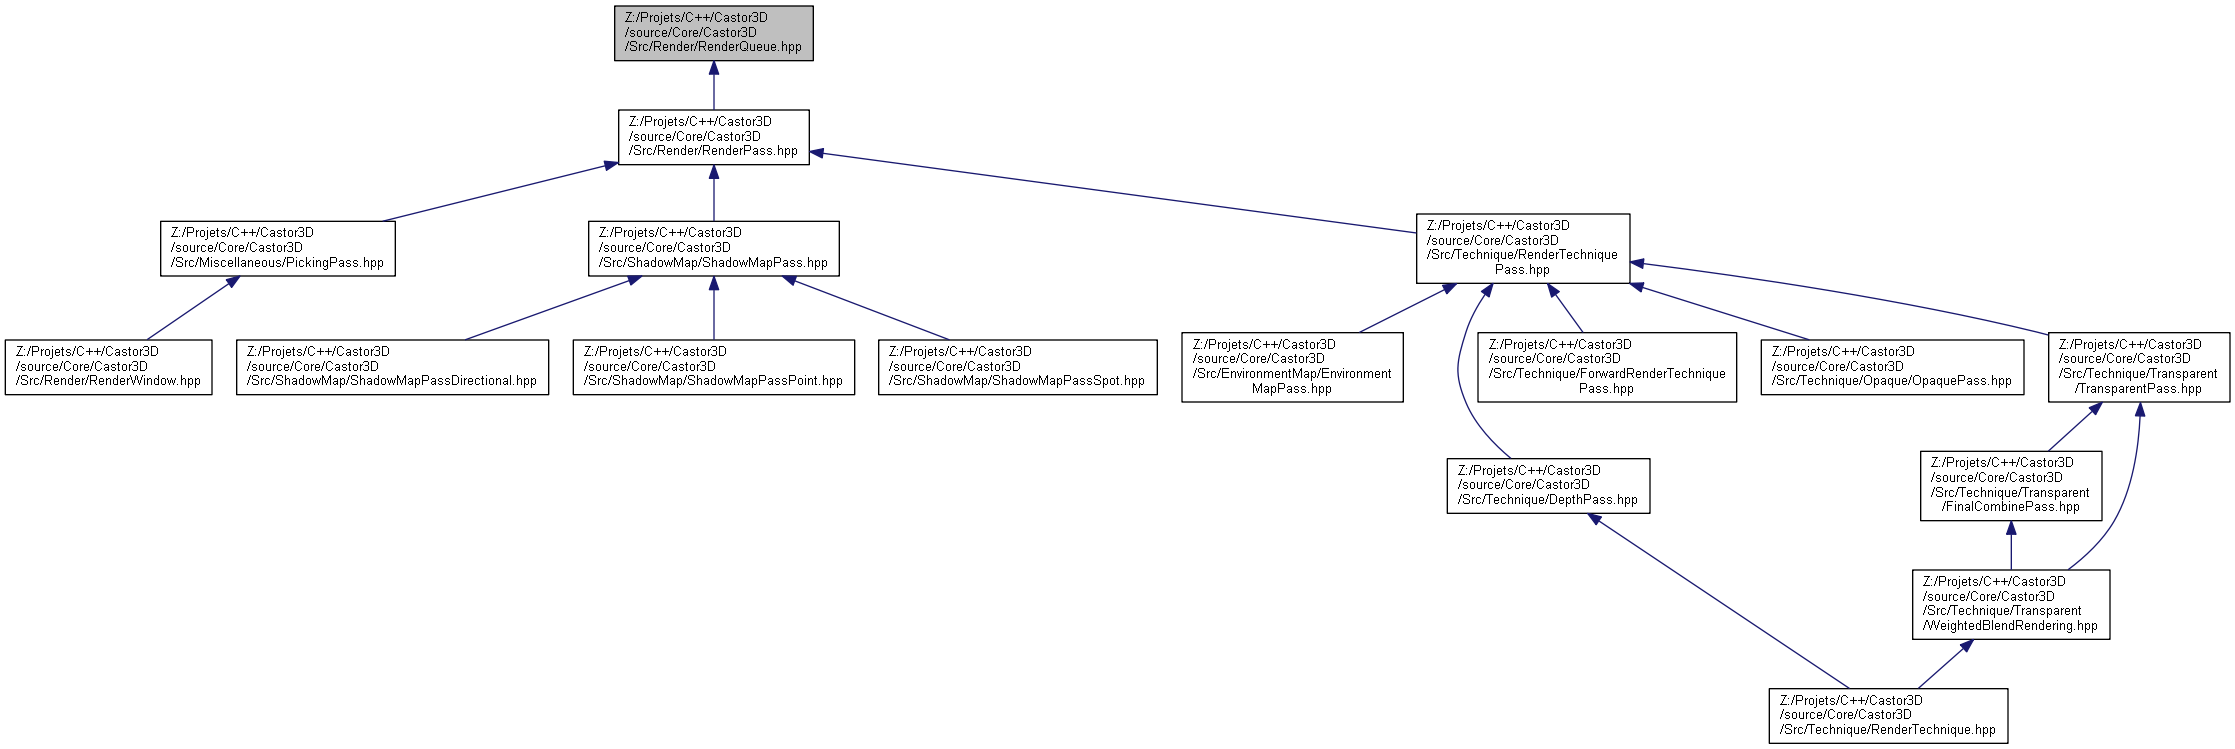 Z:/Projets/C++/Castor3D
/source/Core/Castor3D
/Src/Render/RenderQueue.hpp
Z:/Projets/C++/Castor3D
/source/Core/Castor3D
/Src/Render/RenderPass.hpp
Z:/Projets/C++/Castor3D
/source/Core/Castor3D
/Src/Miscellaneous/PickingPass.hpp
Z:/Projets/C++/Castor3D
/source/Core/Castor3D
/Src/ShadowMap/ShadowMapPass.hpp
Z:/Projets/C++/Castor3D
/source/Core/Castor3D
/Src/Technique/RenderTechnique
Pass.hpp
Z:/Projets/C++/Castor3D
/source/Core/Castor3D
/Src/Render/RenderWindow.hpp
Z:/Projets/C++/Castor3D
/source/Core/Castor3D
/Src/ShadowMap/ShadowMapPassDirectional.hpp
Z:/Projets/C++/Castor3D
/source/Core/Castor3D
/Src/ShadowMap/ShadowMapPassPoint.hpp
Z:/Projets/C++/Castor3D
/source/Core/Castor3D
/Src/ShadowMap/ShadowMapPassSpot.hpp
Z:/Projets/C++/Castor3D
/source/Core/Castor3D
/Src/EnvironmentMap/Environment
MapPass.hpp
Z:/Projets/C++/Castor3D
/source/Core/Castor3D
/Src/Technique/ForwardRenderTechnique
Pass.hpp
Z:/Projets/C++/Castor3D
/source/Core/Castor3D
/Src/Technique/Opaque/OpaquePass.hpp
Z:/Projets/C++/Castor3D
/source/Core/Castor3D
/Src/Technique/Transparent
/TransparentPass.hpp
Z:/Projets/C++/Castor3D
/source/Core/Castor3D
/Src/Technique/DepthPass.hpp
Z:/Projets/C++/Castor3D
/source/Core/Castor3D
/Src/Technique/Transparent
/FinalCombinePass.hpp
Z:/Projets/C++/Castor3D
/source/Core/Castor3D
/Src/Technique/Transparent
/WeightedBlendRendering.hpp
Z:/Projets/C++/Castor3D
/source/Core/Castor3D
/Src/Technique/RenderTechnique.hpp